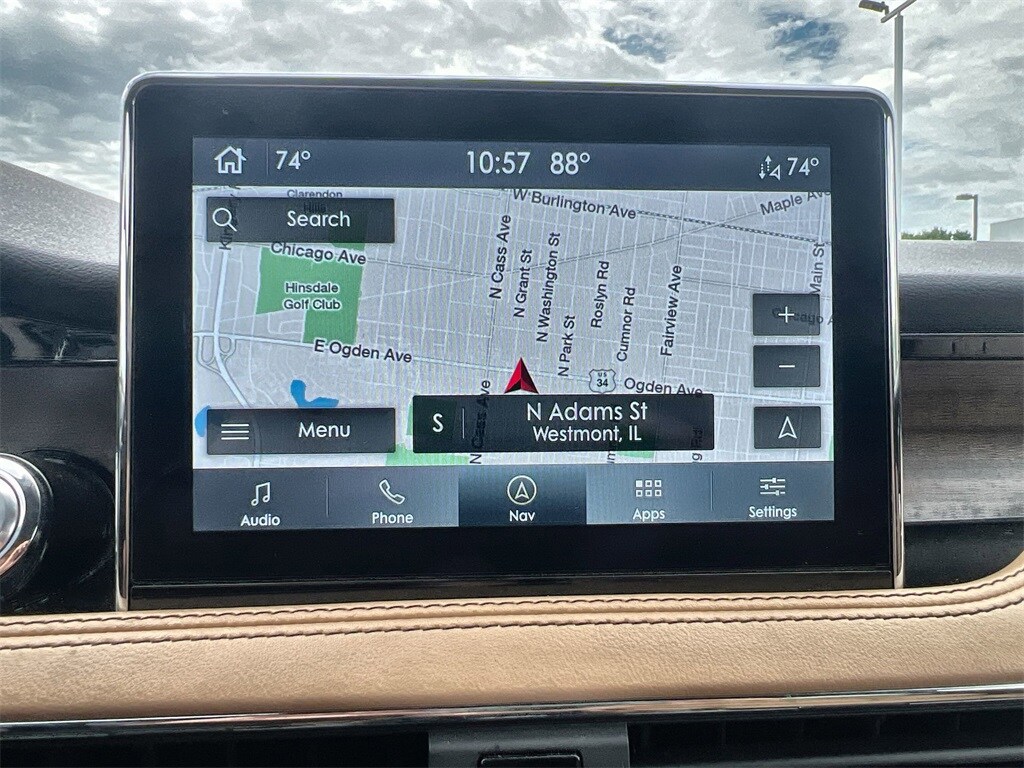 74°
10:57 88°
74°
Clarendon
Hills
W Burlington Ave
Maple Ave
Search
Chicago Ave
N Cass Ave
N Grant St
N Washington St
Roslyn Rd
Cumnor Rd
Fairview Ave
Main St
Hinsdale
Golf Club
N Park St
+
Chicago A
E Ogden Ave
US
34
Ogden Ave
−
N Cass Ave
S
N Adams St
Westmont, IL
Menu
Audio
Phone
Nav
Apps
Settings